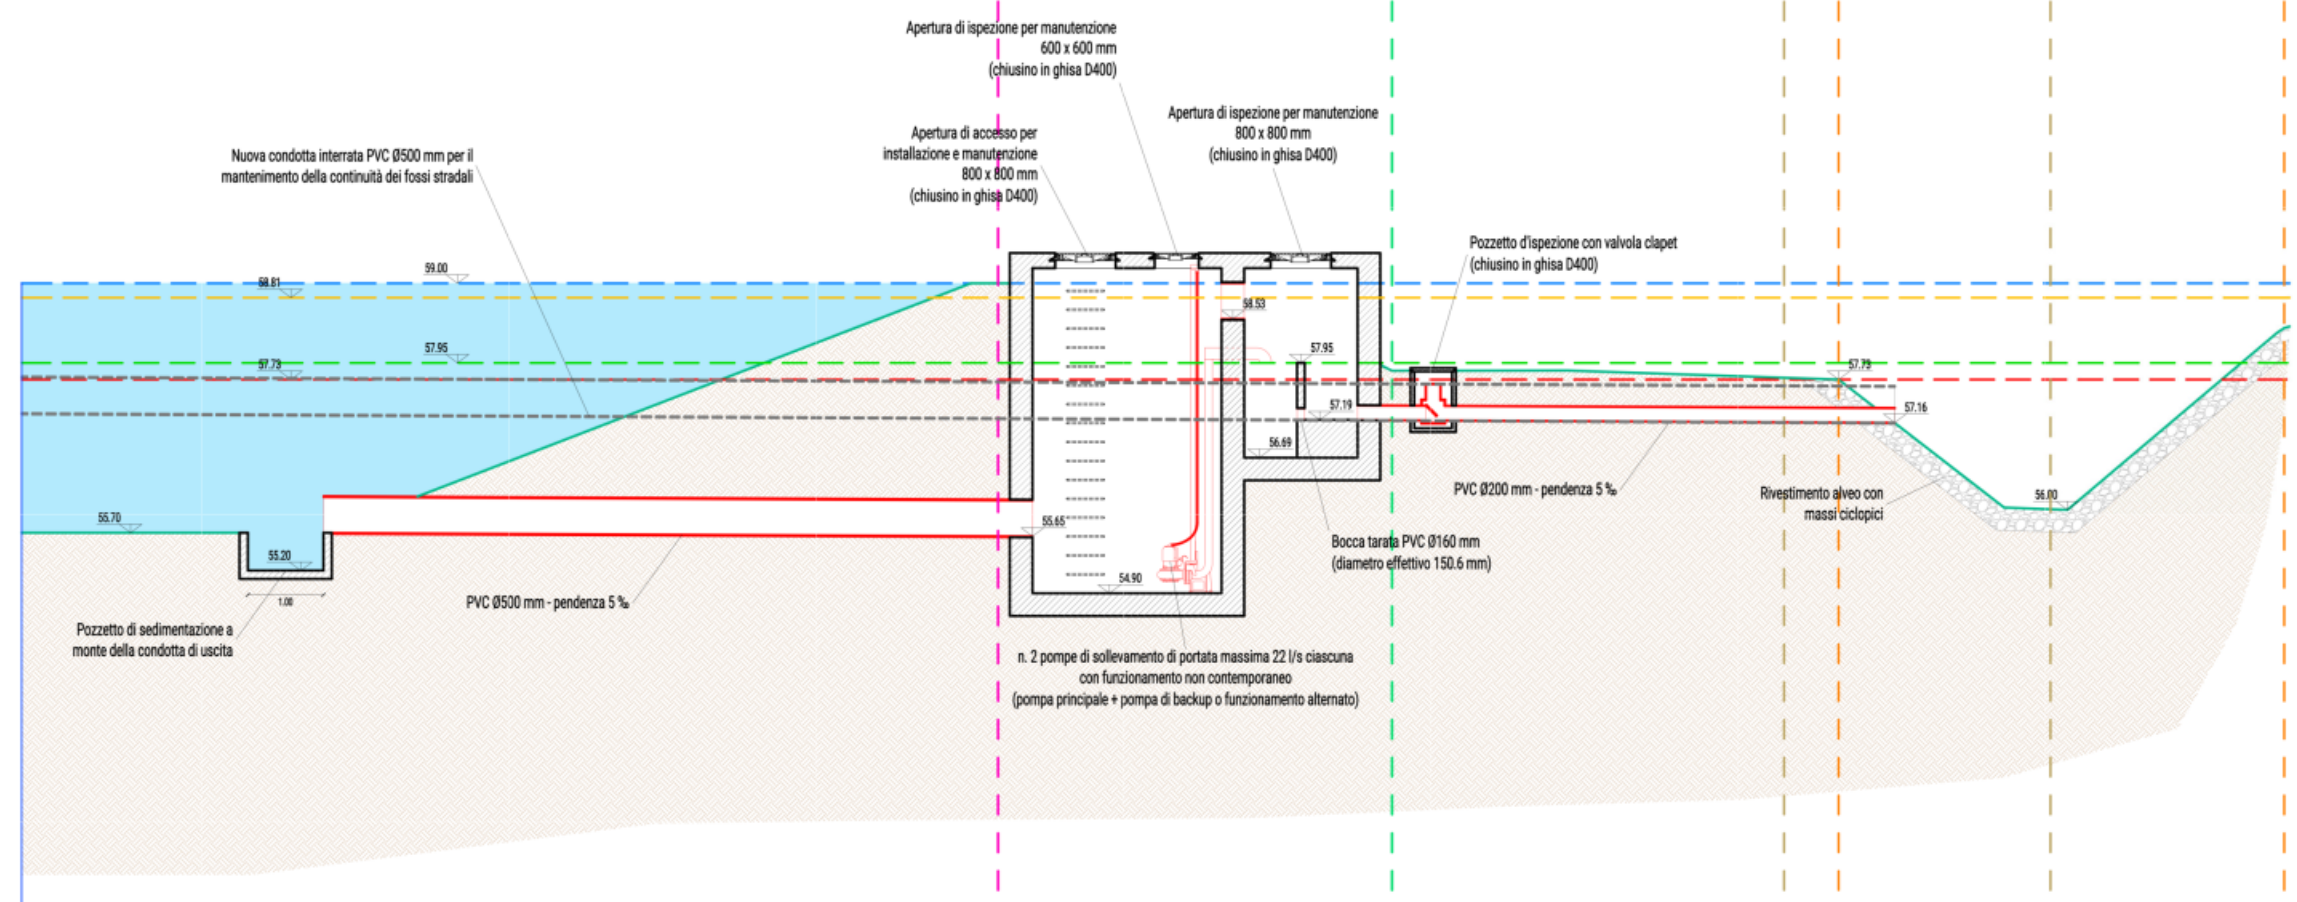 Apertura di ispezione per manutenzione
600 x 600 mm
(chiusino in ghisa D400)
Apertura di ispezione per manutenzione
800 x 800 mm
(chiusino in ghisa D400)
Apertura di accesso per
installazione e manutenzione
800 x 800 mm
(chiusino in ghisa D400)
Nuova condotta interrata PVC Ø500 mm per il
mantenimento della continuità dei fossi stradali
Pozzetto d'ispezione con valvola clapet
(chiusino in ghisa D400)
59.00
58.81
58.53
57.95
57.95
57.73
57.73
57.19
57.16
56.69
PVC Ø200 mm - pendenza 5 ‰
Rivestimento alveo con
massi ciclopici
56.00
55.70
55.65
55.20
Bocca tarata PVC Ø160 mm
(diametro effettivo 150.6 mm)
54.90
1.00
PVC Ø500 mm - pendenza 5 ‰
Pozzetto di sedimentazione a
monte della condotta di uscita
n. 2 pompe di sollevamento di portata massima 22 l/s ciascuna
con funzionamento non contemporaneo
(pompa principale + pompa di backup o funzionamento alternato)